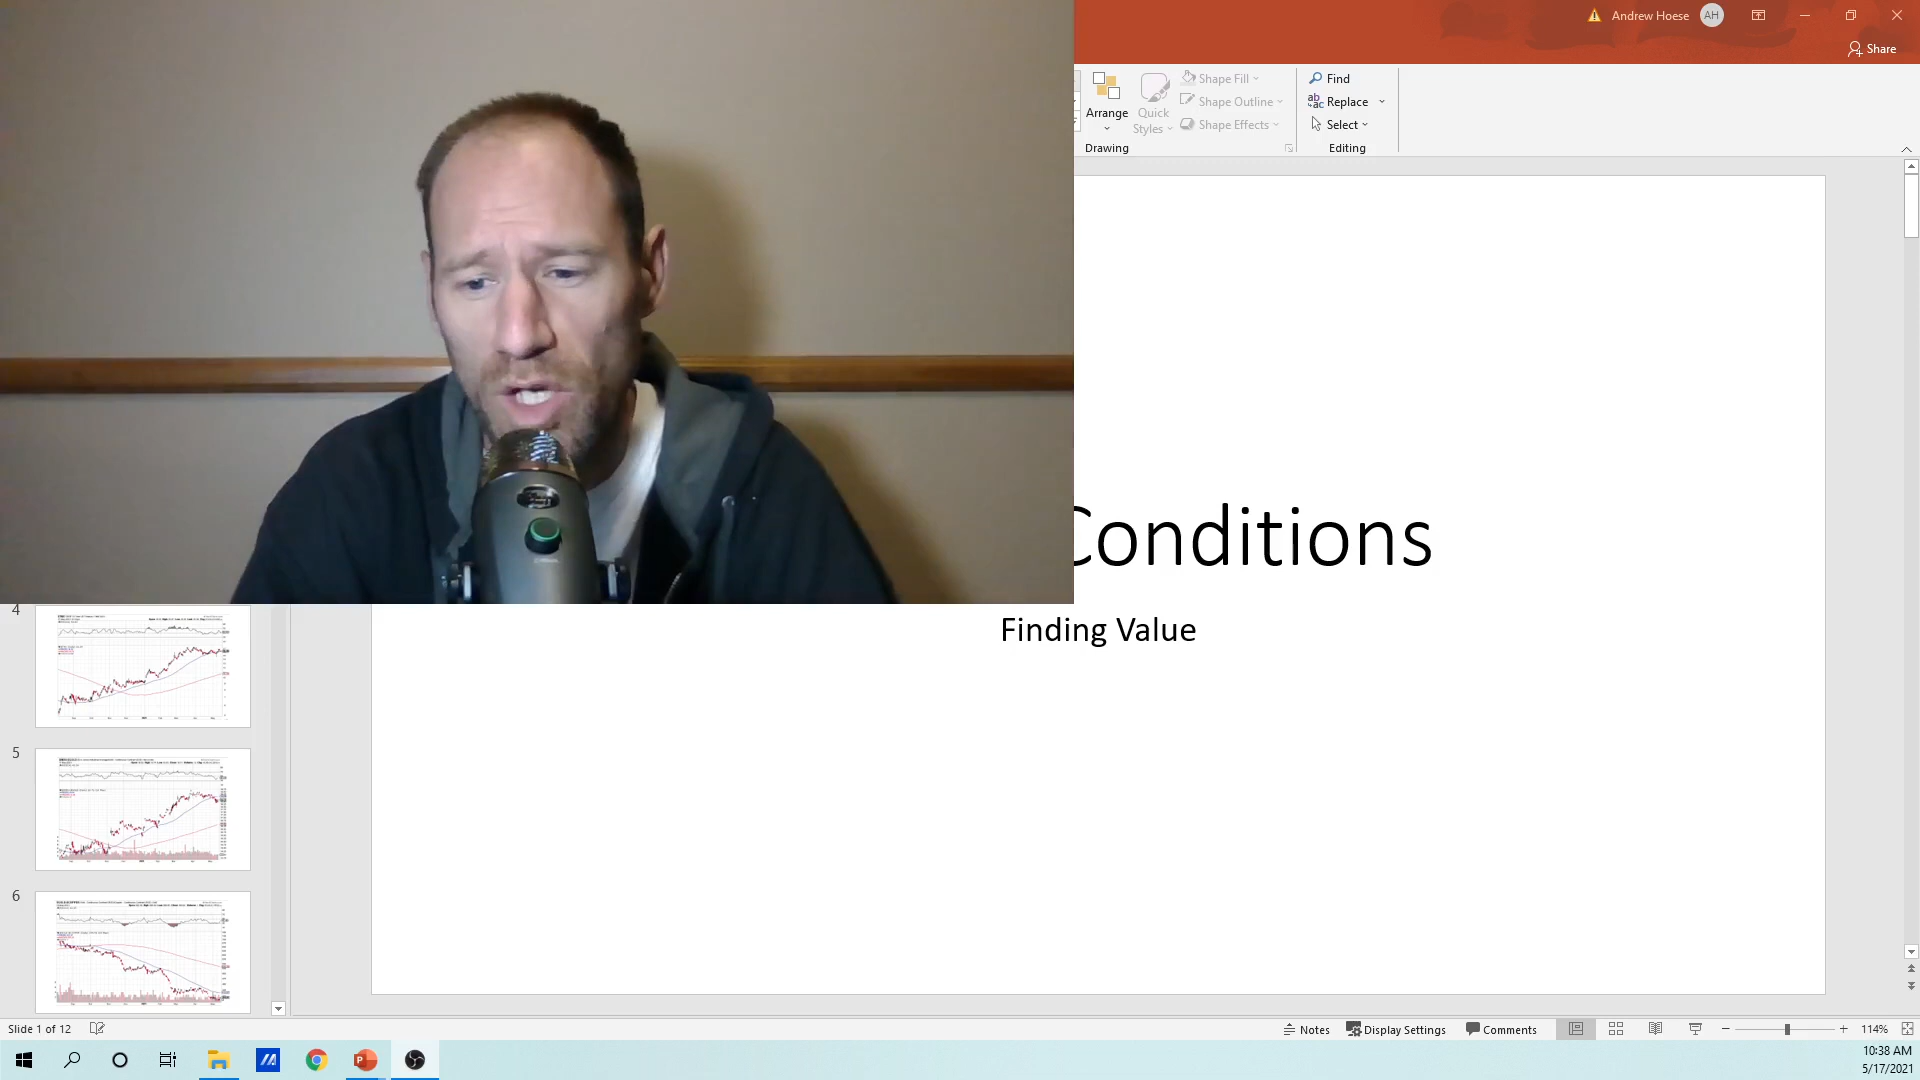 Andrew Hoese
AH
Share
Arrange
Quick
Styles
Shape Fill
Shape Outline
Shape Effects
Find
Replace
Select
Drawing
Editing
Conditions
Finding Value
4
5
6
Slide 1 of 12
Notes
Display Settings
Comments
114%
10:38 AM
5/17/2021